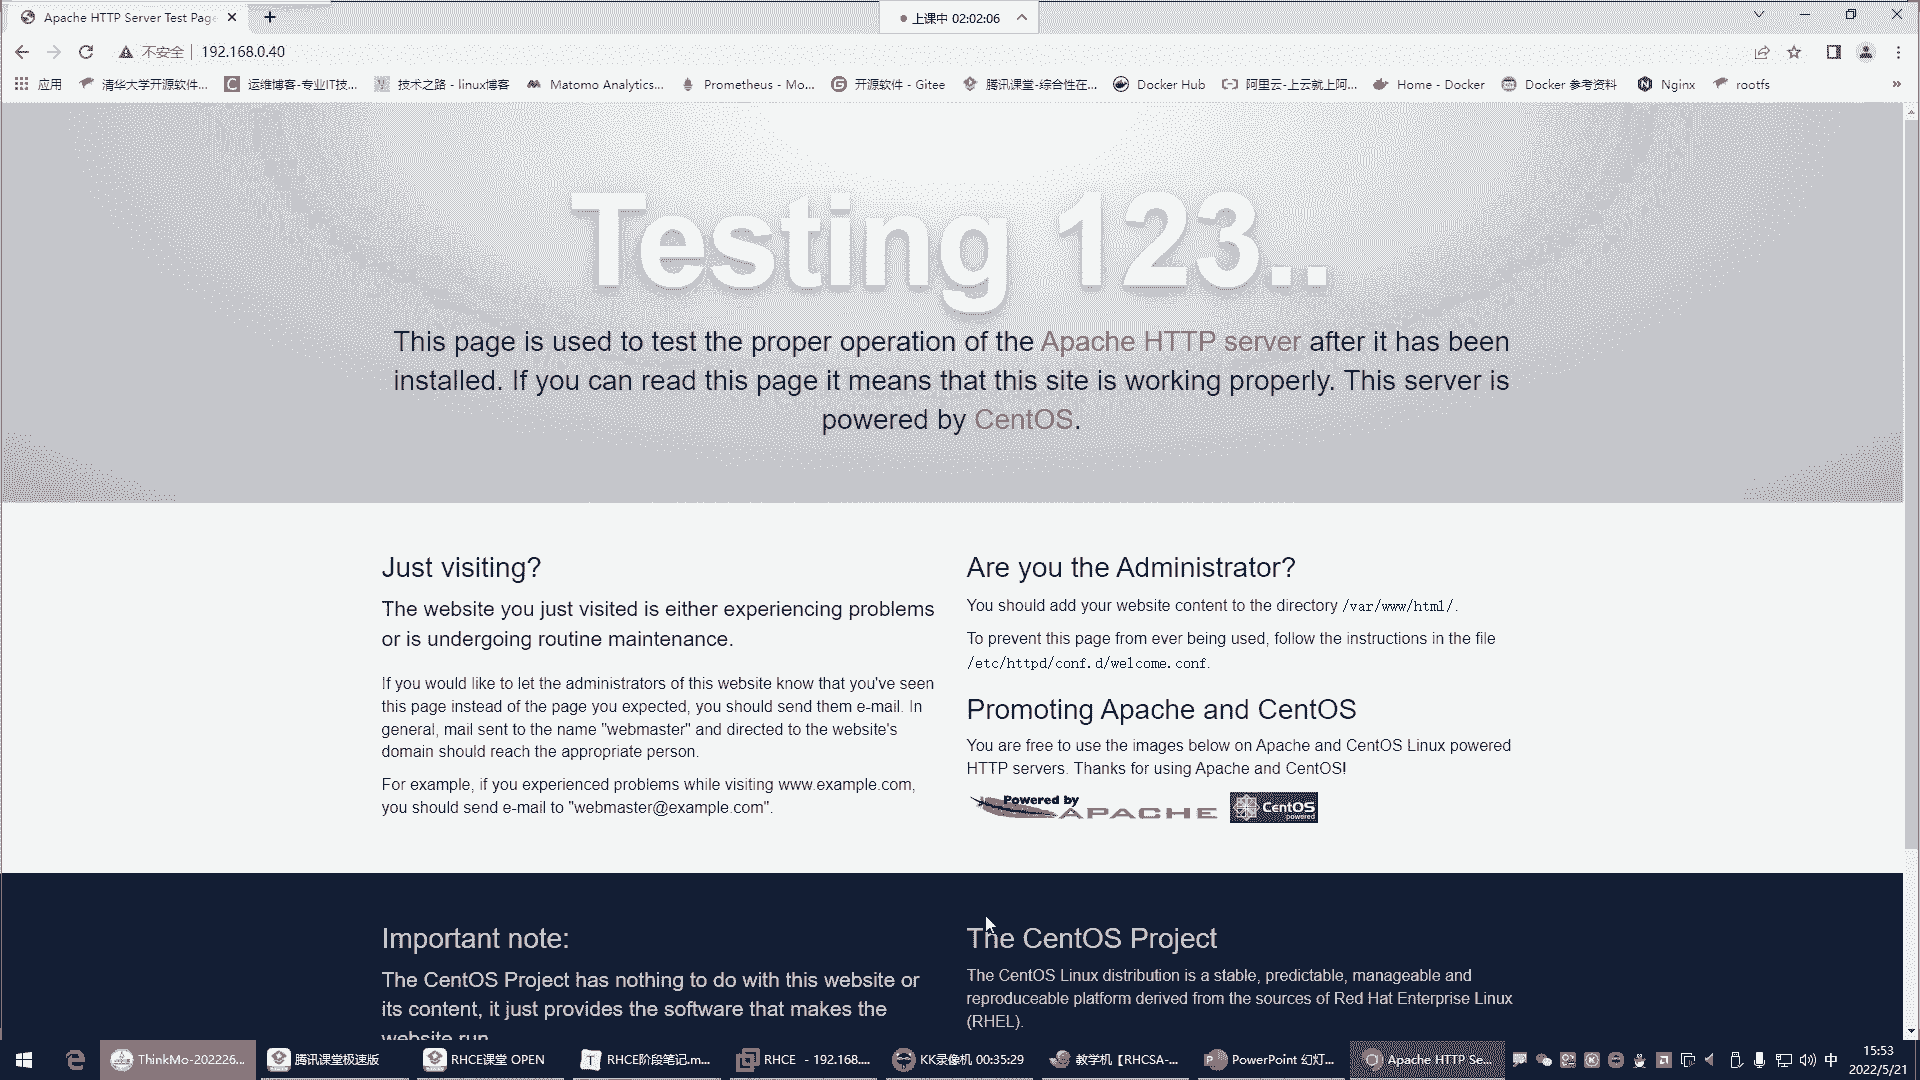 Apache HTTP Server Test Page
上课中 02:02:06
不安全 192.168.0.40
应用 清华大学开源软件... 运维博客-专业IT技... 技术之路 - linux博客 Matomo Analytics... Prometheus - Mo... 开源软件 - Gitee 腾讯课堂-综合性在... Docker Hub 阿里云-上云就上阿... Home - Docker Docker 参考资料 Nginx rootfs »
Testing 123..
This page is used to test the proper operation of the Apache HTTP server after it has been
installed. If you can read this page it means that this site is working properly. This server is
powered by CentOS.
Just visiting?
The website you just visited is either experiencing problems
or is undergoing routine maintenance.
If you would like to let the administrators of this website know that you've seen
this page instead of the page you expected, you should send them e-mail. In
general, mail sent to the name "webmaster" and directed to the website's
domain should reach the appropriate person.
For example, if you experienced problems while visiting www.example.com,
you should send e-mail to "webmaster@example.com".
Are you the Administrator?
You should add your website content to the directory /var/www/html/.
To prevent this page from ever being used, follow the instructions in the file
/etc/httpd/conf.d/welcome.conf.
Promoting Apache and CentOS
You are free to use the images below on Apache and CentOS Linux powered
HTTP servers. Thanks for using Apache and CentOS!
Powered by APACHE
CentOS
powered
Important note:
The CentOS Project has nothing to do with this website or
its content, it just provides the software that makes the
website run.
The CentOS Project
The CentOS Linux distribution is a stable, predictable, manageable and
reproduceable platform derived from the sources of Red Hat Enterprise Linux
(RHEL).
ThinkMo-202226... 腾讯课堂极速版 RHCE课堂 OPEN RHCE阶段笔记.m... RHCE - 192.168.... KK录像机 00:35:29 教学机【RHCSA-... PowerPoint 幻灯... Apache HTTP Se... 中
15:53
2022/5/21